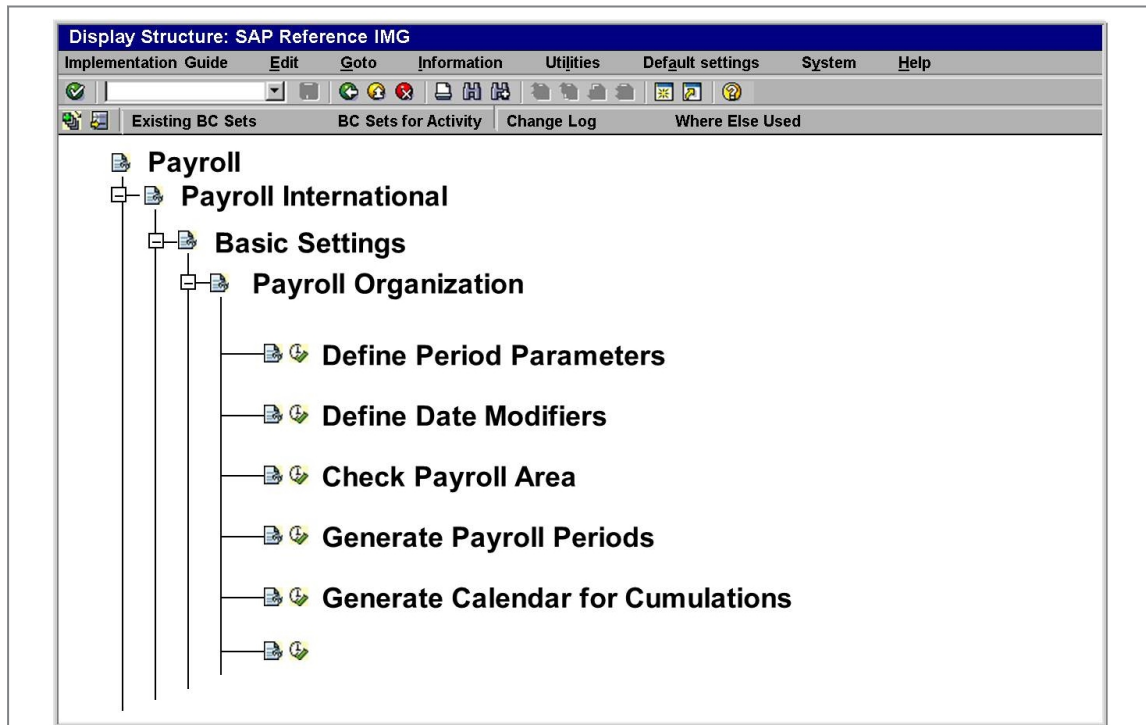 Display Structure: SAP Reference IMG
Implementation Guide Edit Goto Information Utilities Default settings System Help
Existing BC Sets BC Sets for Activity Change Log Where Else Used
Payroll
Payroll International
Basic Settings
Payroll Organization
Define Period Parameters
Define Date Modifiers
Check Payroll Area
Generate Payroll Periods
Generate Calendar for Cumulations